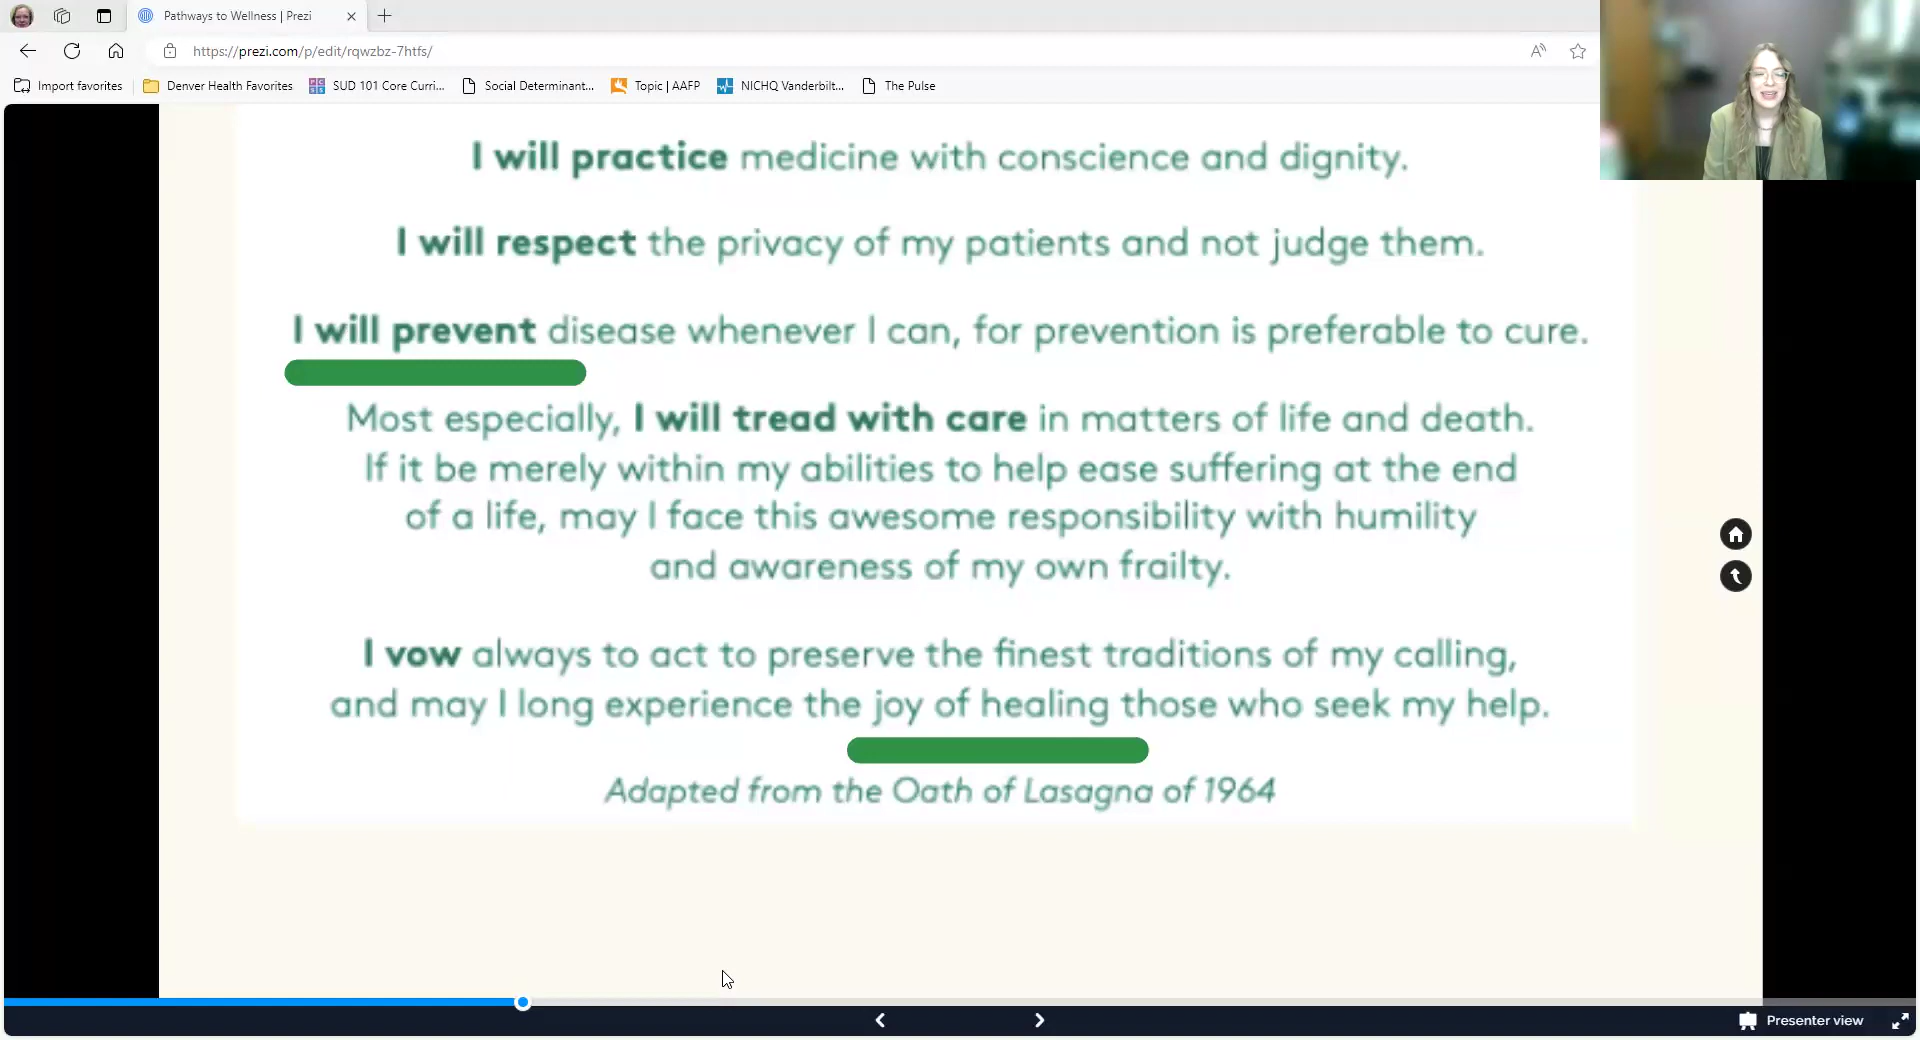 Pathways to Wellness | Prezi
https://prezi.com/p/edit/rqwzbz-7htfs/
Import favorites Denver Health Favorites SUD 101 Core Curri... Social Determinant... Topic | AAFP NICHQ Vanderbilt... The Pulse
I will practice medicine with conscience and dignity.
I will respect the privacy of my patients and not judge them.
I will prevent disease whenever I can, for prevention is preferable to cure.
Most especially, I will tread with care in matters of life and death.
If it be merely within my abilities to help ease suffering at the end
of a life, may I face this awesome responsibility with humility
and awareness of my own frailty.
I vow always to act to preserve the finest traditions of my calling,
and may I long experience the joy of healing those who seek my help.
Adapted from the Oath of Lasagna of 1964
Presenter view